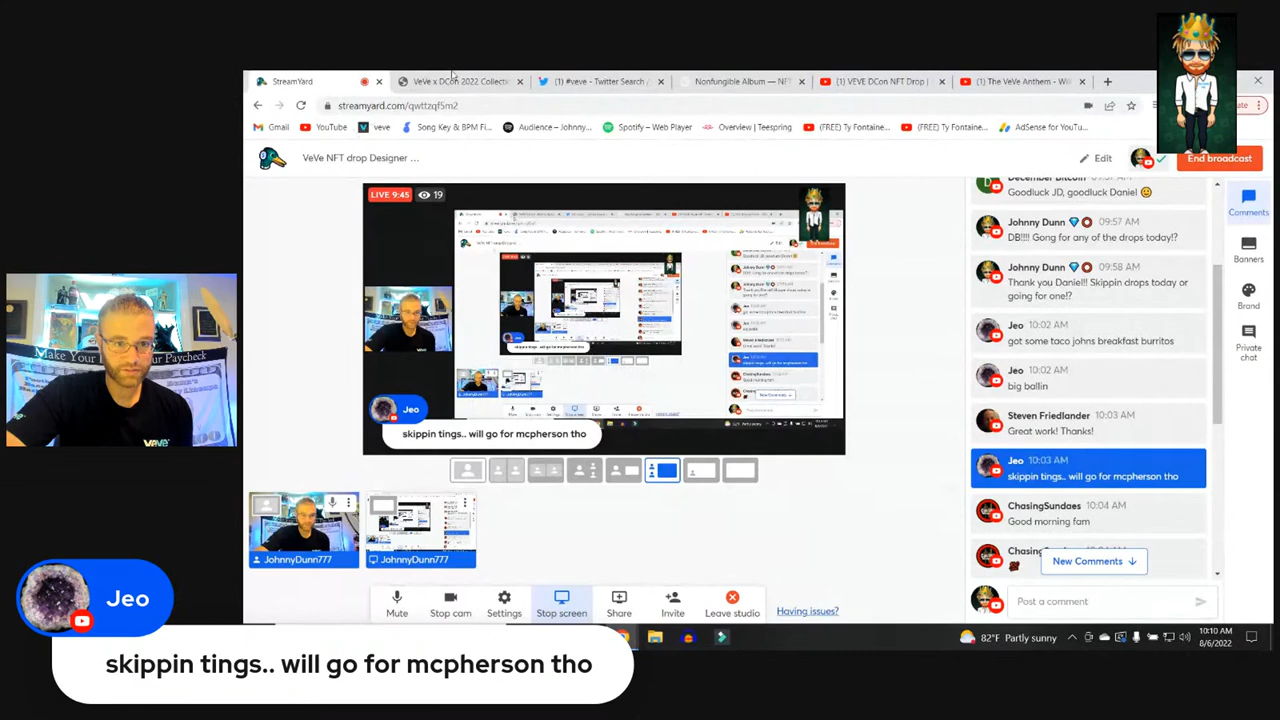 StreamYard
VeVe x DCon 2022 Collecti
(1) #veve - Twitter Search /
Nonfungible Album — NFT
(1) VEVE DCon NFT Drop |
(1) The VeVe Anthem - Wi
streamyard.com/qwttzqf5m2
Gmail
YouTube
veve
Song Key & BPM Fi...
Audience – Johnny...
Spotify – Web Player
Overview | Teespring
(FREE) Ty Fontaine...
(FREE) Ty Fontaine...
AdSense for YouTu...
VeVe NFT drop Designer ...
Edit
End broadcast
LIVE 9:45
19
Jeo
skippin tings.. will go for mcpherson tho
December Bitcoin
Goodluck JD, goodluck Daniel
Johnny Dunn 09:57 AM
DB!!!! Gong for any of the drops today!?
Johnny Dunn
Thank you Daniel!! Skippin drops today or
going for one!?
Jeo 10:02 AM
got some taco johns breakfast burritos
Jeo 10:02 AM
big ballin
Steven Friedlander 10:03 AM
Great work! Thanks!
Jeo 10:03 AM
skippin tings.. will go for mcpherson tho
ChasingSundaes 10:04 AM
Good morning fam
New Comments
Post a comment
Comments
Banners
Brand
Private
chat
Make Your
Paycheck
veve
JohnnyDunn777
JohnnyDunn777
Mute
Stop cam
Settings
Stop screen
Share
Invite
Leave studio
Having issues?
82°F Partly sunny
10:10 AM
8/6/2022
Jeo
skippin tings.. will go for mcpherson tho